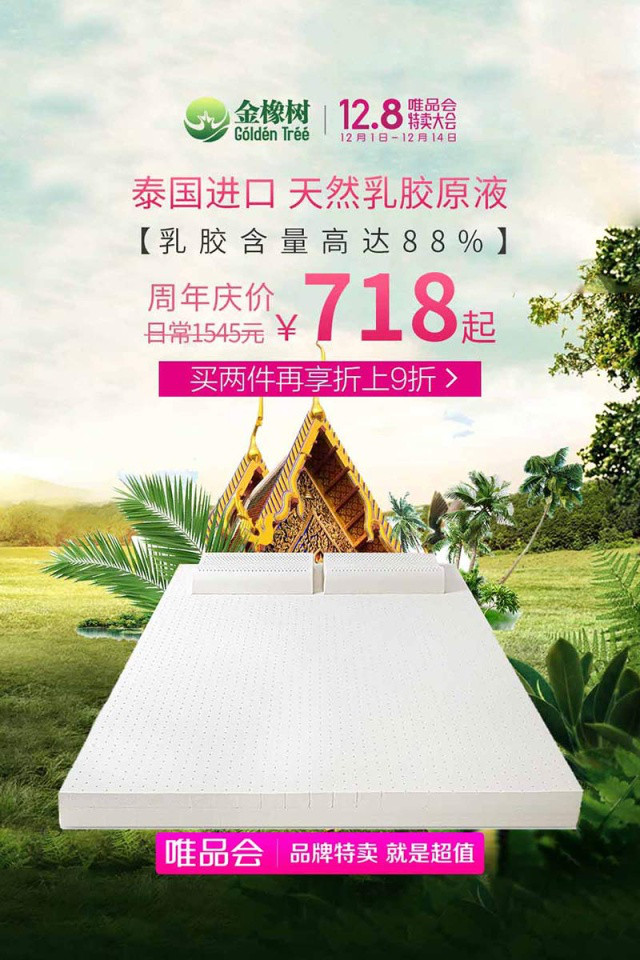 金橡树
Golden Tree
12.8
唯品会
特卖大会
12月1日—12月14日
泰国进口 天然乳胶原液
【乳胶含量高达88%】
周年庆价
日常1545元
¥718起
买两件再享折上9折 >
唯品会 | 品牌特卖 就是超值